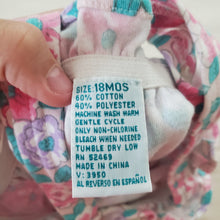 SIZE: 18MOS
60% COTTON
40% POLYESTER
MACHINE WASH WARM
GENTLE CYCLE
ONLY NON-CHLORINE
BLEACH WHEN NEEDED
TUMBLE DRY LOW
RN 52469
MADE IN CHINA
V: 3950
AL REVERSO EN ESPAÑOL